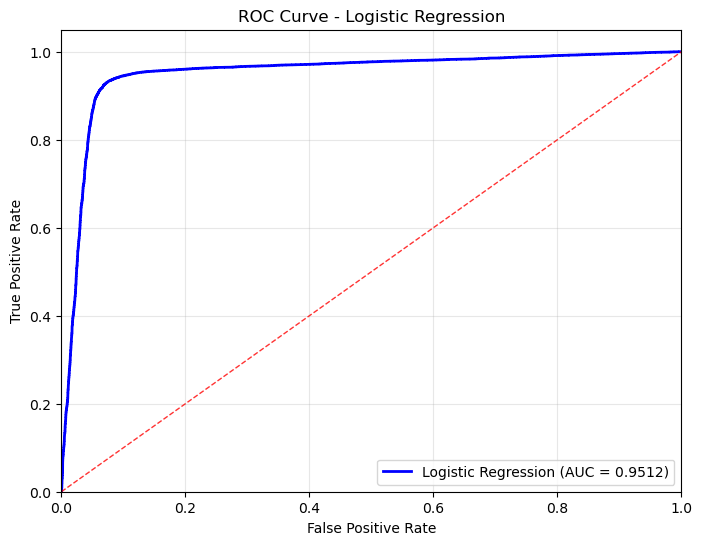 ROC Curve - Logistic Regression
1.0
0.8
0.6
0.4
0.2
0.0
True Positive Rate
Logistic Regression (AUC = 0.9512)
0.0 0.2 0.4 0.6 0.8 1.0
False Positive Rate